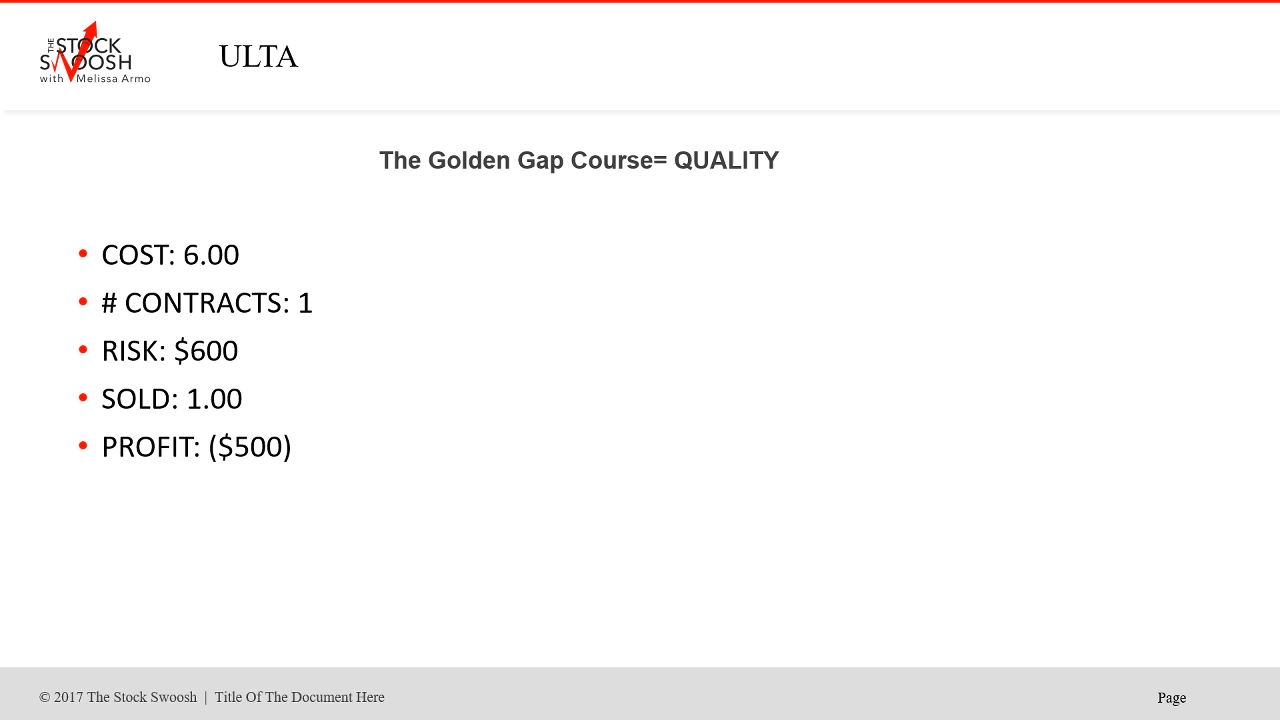 THE STOCK
SWOOSH
with Melissa Armo
ULTA
The Golden Gap Course= QUALITY
• COST: 6.00
• # CONTRACTS: 1
• RISK: $600
• SOLD: 1.00
• PROFIT: ($500)
© 2017 The Stock Swoosh | Title Of The Document Here
Page